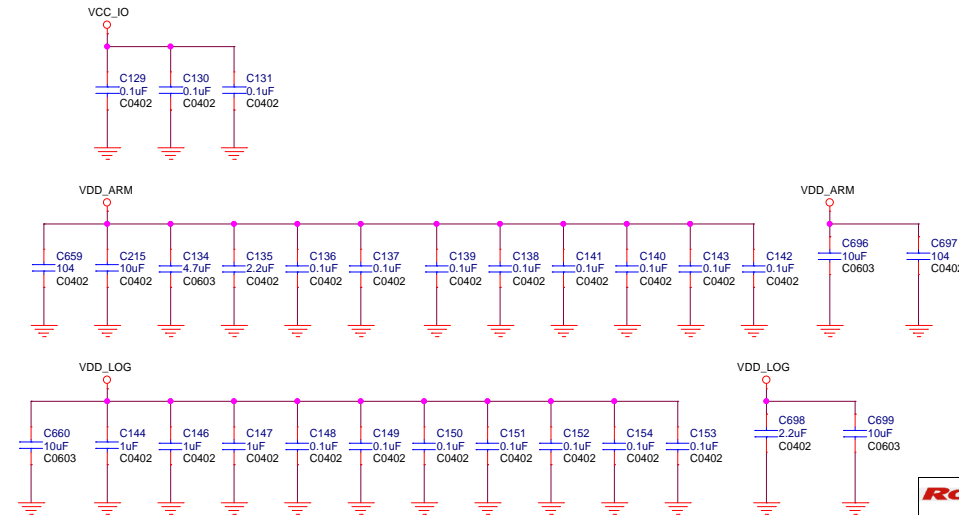 VCC_IO
C129 C130 C131
0.1uF 0.1uF 0.1uF
C0402 C0402 C0402
VDD_ARM VDD_ARM
C659 C215 C134 C135 C136 C137 C139 C138 C141 C140 C143 C142 C696 C697
104 10uF 4.7uF 2.2uF 0.1uF 0.1uF 0.1uF 0.1uF 0.1uF 0.1uF 0.1uF 0.1uF 10uF 104
C0402 C0402 C0603 C0402 C0402 C0402 C0402 C0402 C0402 C0402 C0402 C0402 C0603 C0402
VDD_LOG VDD_LOG
C660 C144 C146 C147 C148 C149 C150 C151 C152 C154 C153 C698 C699
10uF 1uF 1uF 1uF 0.1uF 0.1uF 0.1uF 0.1uF 0.1uF 0.1uF 0.1uF 2.2uF 10uF
C0603 C0402 C0402 C0402 C0402 C0402 C0402 C0402 C0402 C0402 C0402 C0402 C0603